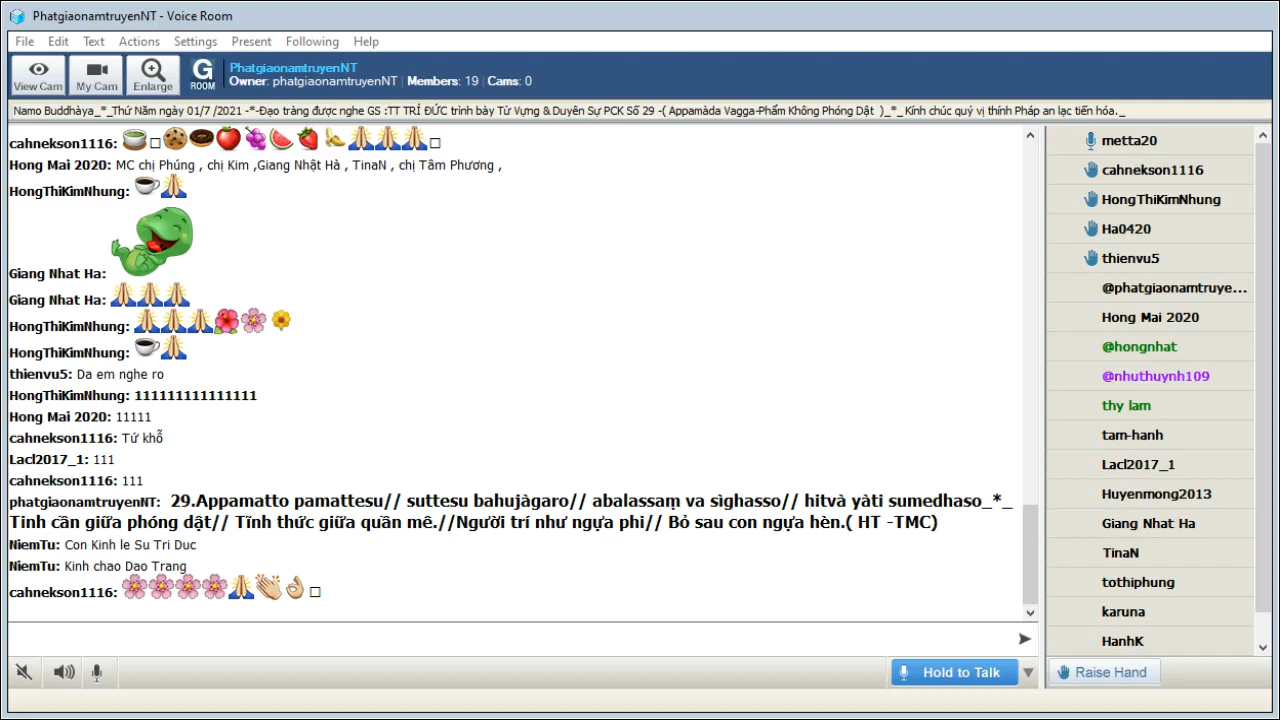 PhatgiaonamtruyenNT - Voice Room
File Edit Text Actions Settings Present Following Help
View Cam
My Cam
Enlarge
G ROOM
PhatgiaonamtruyenNT
Owner: phatgiaonamtruyenNT | Members: 19 | Cams: 0
Namo Buddhàya_*_Thứ Năm ngày 01/7 /2021 -*-Đạo tràng được nghe GS :TT TRÍ ĐỨC trình bày Từ Vựng & Duyên Sự PCK Số 29 -( Appamàda Vagga-Phẩm Không Phóng Dật )_*_Kính chúc quý vị thính Pháp an lạc tiến hóa._
cahnekson1116:
Hong Mai 2020: MC chị Phúng , chị Kim ,Giang Nhật Hà , TinaN , chị Tâm Phương ,
HongThiKimNhung:
Giang Nhat Ha:
Giang Nhat Ha:
HongThiKimNhung:
HongThiKimNhung:
thienvu5: Da em nghe ro
HongThiKimNhung: 111111111111111
Hong Mai 2020: 11111
cahnekson1116: Tứ khỗ
Lacl2017_1: 111
cahnekson1116: 111
phatgiaonamtruyenNT: 29.Appamatto pamattesu// suttesu bahujàgaro// abalassaṃ va sìghasso// hitvà yàti sumedhaso_*_
Tinh cần giữa phóng dật// Tĩnh thức giữa quần mê.//Người trí như ngựa phi// Bỏ sau con ngựa hèn.( HT -TMC)
NiemTu: Con Kinh le Su Tri Duc
NiemTu: Kinh chao Dao Trang
cahnekson1116:
Hold to Talk
metta20
cahnekson1116
HongThiKimNhung
Ha0420
thienvu5
@phatgiaonamtruye...
Hong Mai 2020
@hongnhat
@nhuthuynh109
thy lam
tam-hanh
Lacl2017_1
Huyenmong2013
Giang Nhat Ha
TinaN
tothiphung
karuna
HanhK
Raise Hand